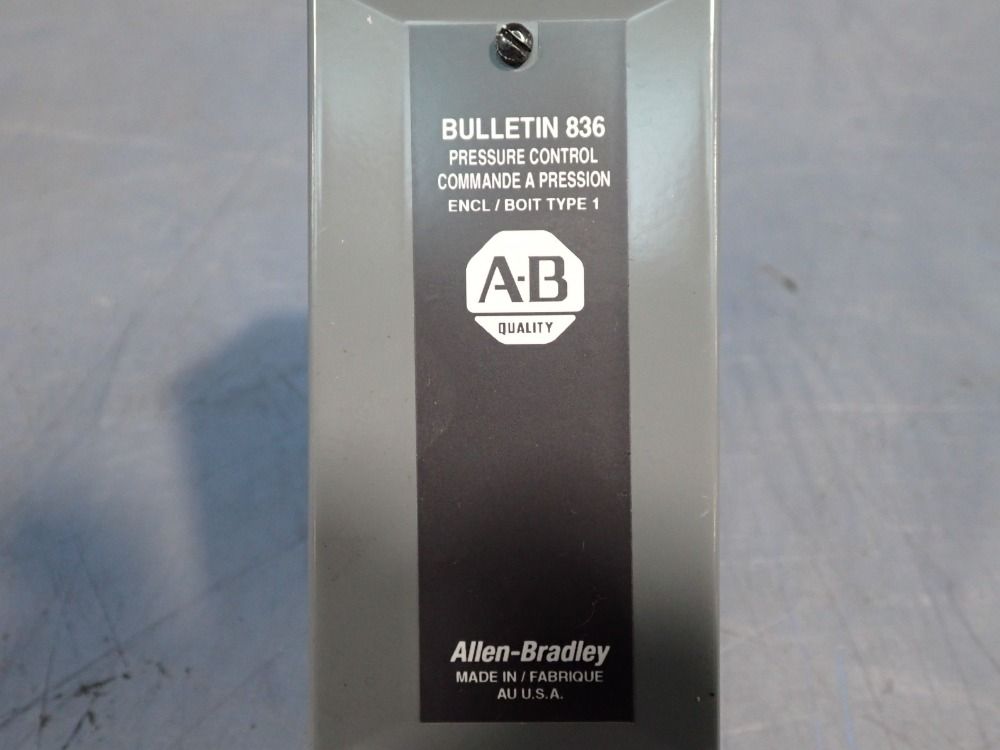 BULLETIN 836
PRESSURE CONTROL
COMMANDE A PRESSION
ENCL / BOIT TYPE 1
A-B
QUALITY
Allen-Bradley
MADE IN / FABRIQUE
AU U.S.A.